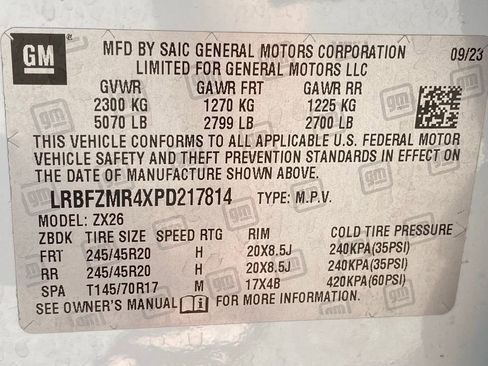 GM
MFD BY SAIC GENERAL MOTORS CORPORATION 09/23
LIMITED FOR GENERAL MOTORS LLC
GVWR GAWR FRT GAWR RR
2300 KG 1270 KG 1225 KG
5070 LB 2799 LB 2700 LB
THIS VEHICLE CONFORMS TO ALL APPLICABLE U.S. FEDERAL MOTOR
VEHICLE SAFETY AND THEFT PREVENTION STANDARDS IN EFFECT ON
THE DATE OF MANUFACTURE SHOWN ABOVE.
LRBFZMR4XPD217814 TYPE: M.P.V.
MODEL: ZX26
ZBDK TIRE SIZE SPEED RTG RIM COLD TIRE PRESSURE
FRT 245/45R20 H 20X8.5J 240KPA(35PSI)
RR 245/45R20 H 20X8.5J 240KPA(35PSI)
SPA T145/70R17 M 17X4B 420KPA(60PSI)
SEE OWNER'S MANUAL FOR MORE INFORMATION.